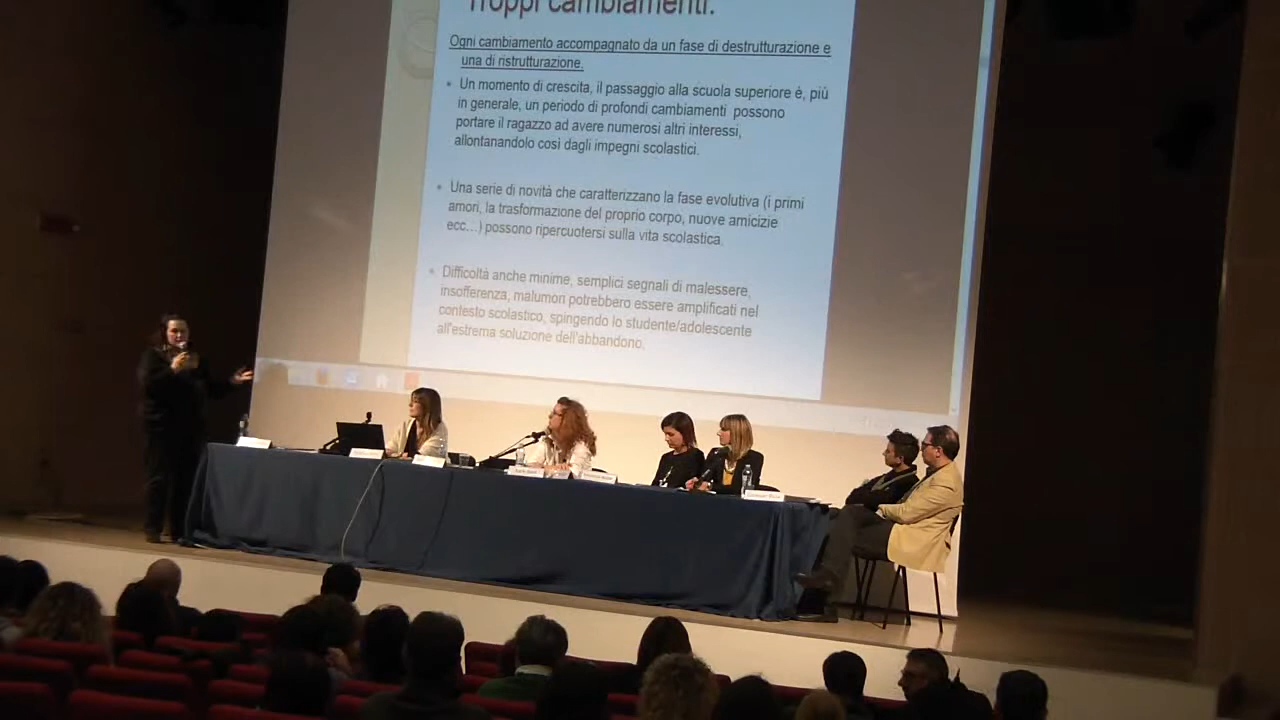 Troppi cambiamenti.
Ogni cambiamento accompagnato da un fase di destrutturazione e
una di ristrutturazione.
• Un momento di crescita, il passaggio alla scuola superiore è, più
in generale, un periodo di profondi cambiamenti possono
portare il ragazzo ad avere numerosi altri interessi,
allontanandolo così dagli impegni scolastici.
• Una serie di novità che caratterizzano la fase evolutiva (i primi
amori, la trasformazione del proprio corpo, nuove amicizie
ecc...) possono ripercuotersi sulla vita scolastica.
• Difficoltà anche minime, semplici segnali di malessere,
insofferenza, malumori potrebbero essere amplificati nel
contesto scolastico, spingendo lo studente/adolescente
all'estrema soluzione dell'abbandono.